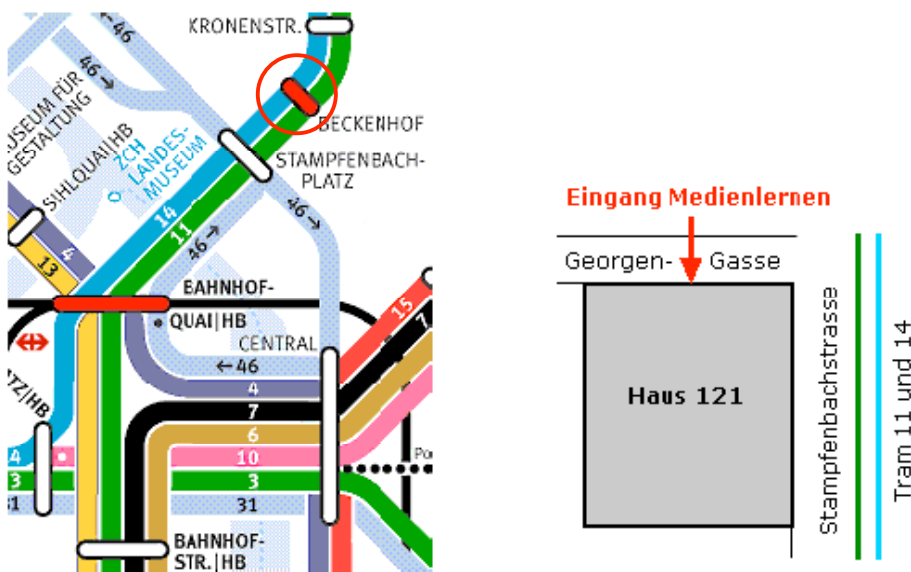 KRONENSTR.
46
46 →
BECKENHOF
GESTALTUNG
SIHLQUAI|HB
ZCH
LANDES-
MUSEUM
STAMPFENBACH-
PLATZ
14
11
46 →
46 →
4
13
BAHNHOF-
QUAI|HB
CENTRAL
← 46
4
15
7
7
6
10
3
31
4
3
BAHNHOF-
STR.|HB
Eingang Medienlernen
Georgen- Gasse
Haus 121
Stampfenbachstrasse
Tram 11 und 14